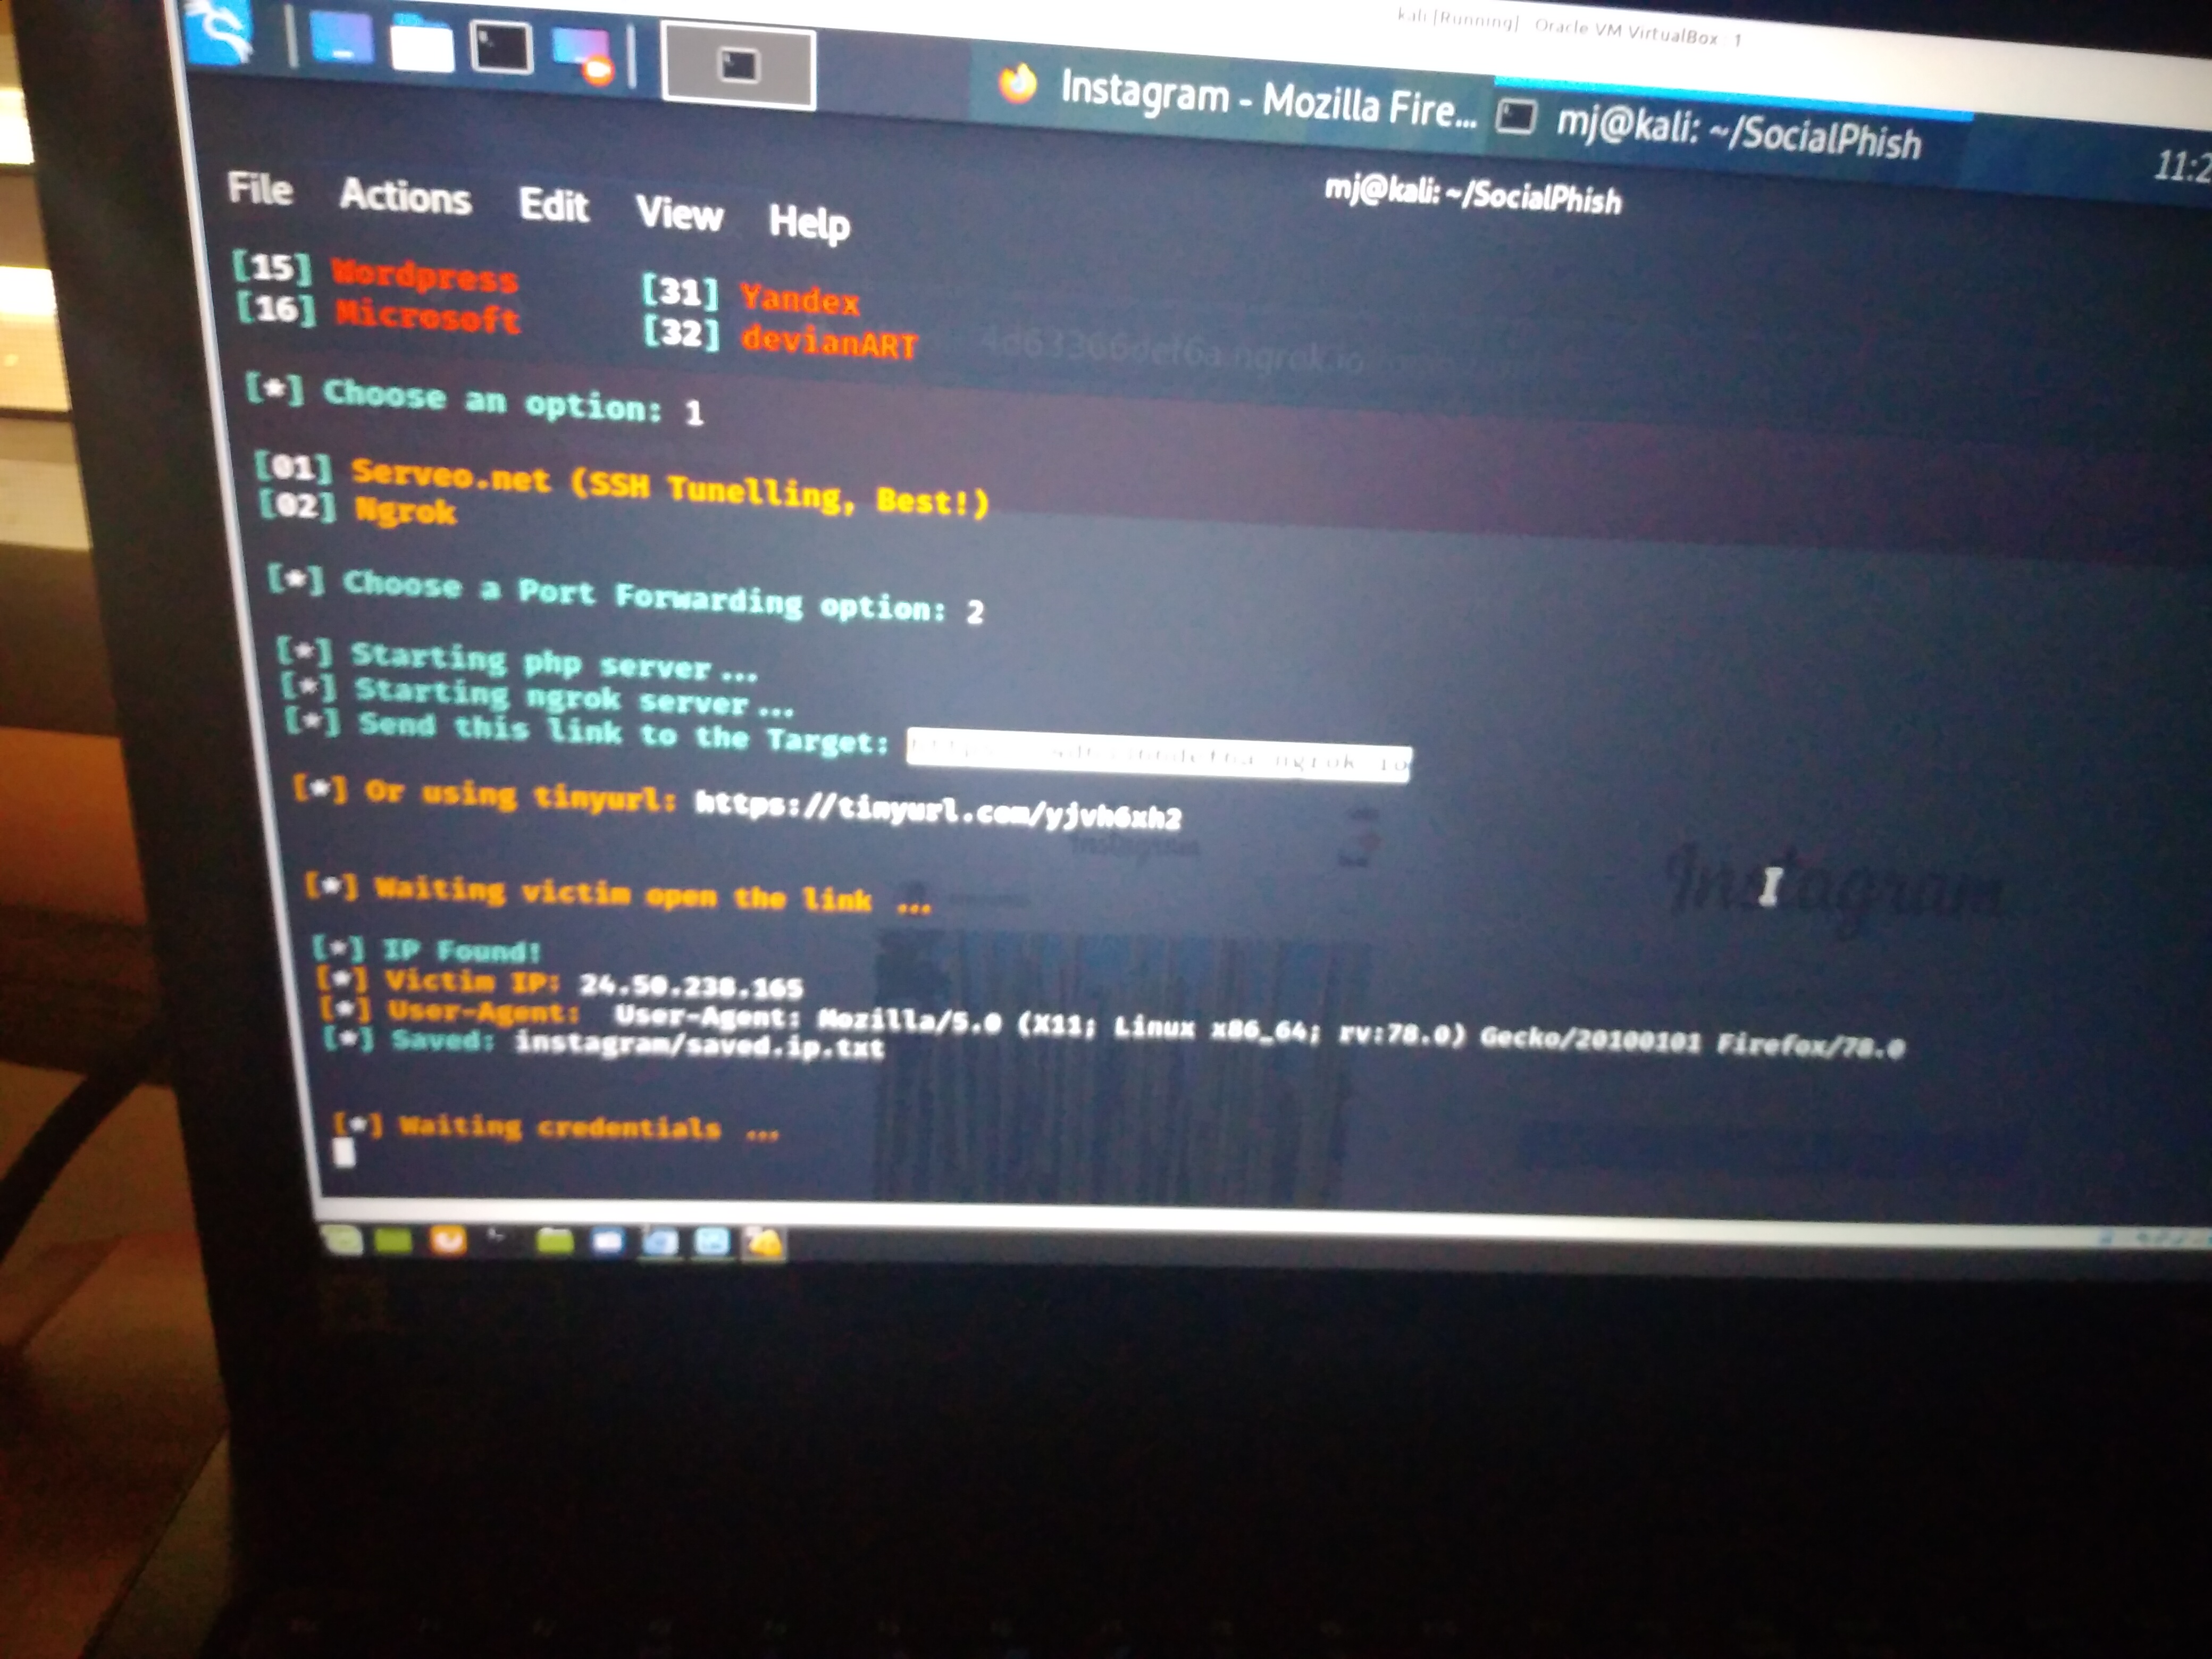 kali [Running] Oracle VM VirtualBox : 1
Instagram - Mozilla Fire...
mj@kali: ~/SocialPhish
11:2
mj@kali: ~/SocialPhish
File Actions Edit View Help
[15] Wordpress [31] Yandex
[16] Microsoft [32] devianART
4d63366def6a.ngrok.io
[*] Choose an option: 1
[01] Serveo.net (SSH Tunelling, Best!)
[02] Ngrok
[*] Choose a Port Forwarding option: 2
[*] Starting php server...
[*] Starting ngrok server...
[*] Send this link to the Target:
[*] Or using tinyurl: https://tinyurl.com/yjvh6xh2
Instagram
Instagram
[*] Waiting victim open the link ...
[*] IP Found!
[*] Victim IP: 24.50.238.165
[*] User-Agent: User-Agent: Mozilla/5.0 (X11; Linux x86_64; rv:78.0) Gecko/20100101 Firefox/78.0
[*] Saved: instagram/saved.ip.txt
[*] Waiting credentials ...